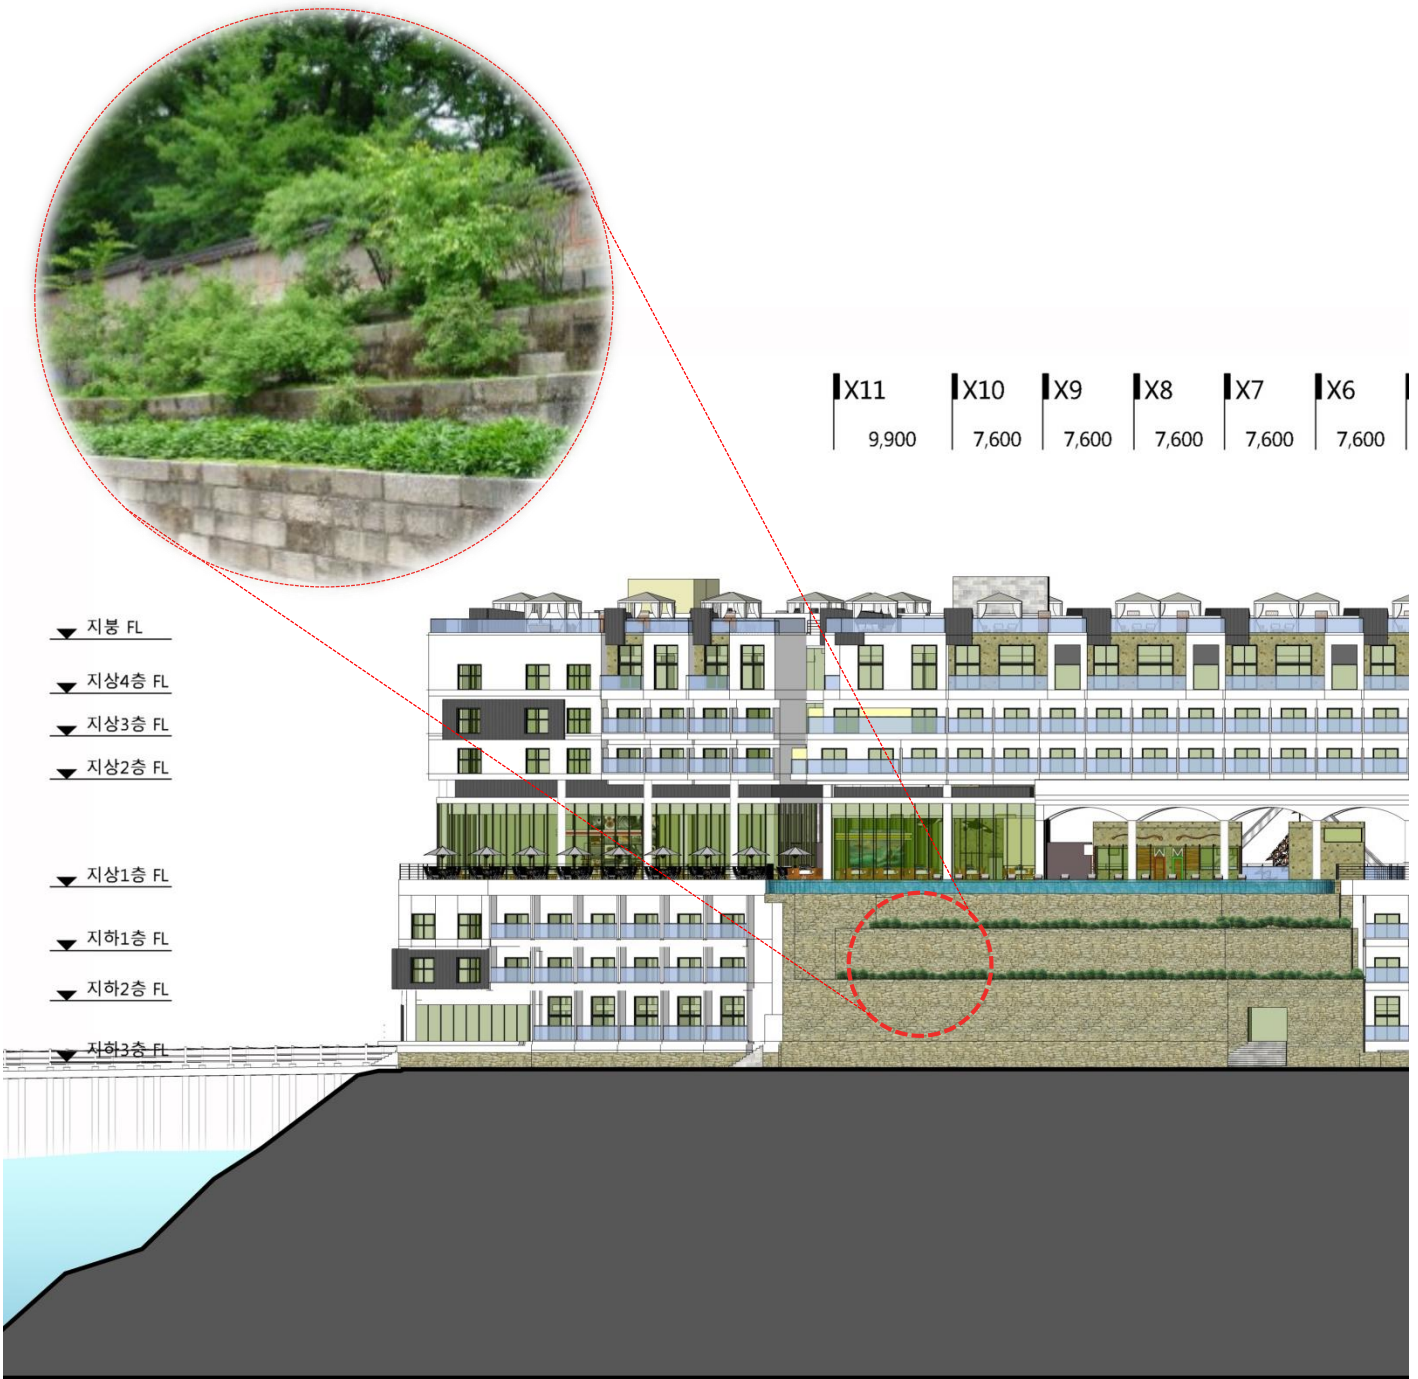 X11 X10 X9 X8 X7 X6
9,900 7,600 7,600 7,600 7,600 7,600
지붕 FL
지상4층 FL
지상3층 FL
지상2층 FL
지상1층 FL
지하1층 FL
지하2층 FL
지하3층 FL